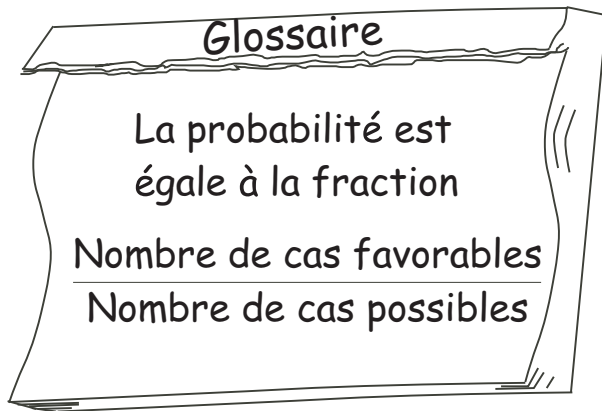 Glossaire
La probabilité est
égale à la fraction
Nombre de cas favorables
Nombre de cas possibles